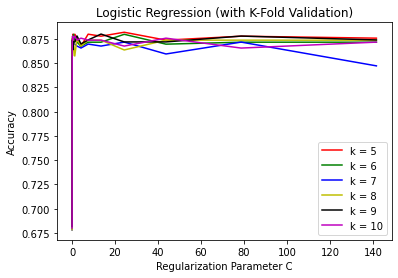 Logistic Regression (with K-Fold Validation)
Accuracy
0.875
0.850
0.825
0.800
0.775
0.750
0.725
0.700
0.675
k = 5
k = 6
k = 7
k = 8
k = 9
k = 10
0 20 40 60 80 100 120 140
Regularization Parameter C